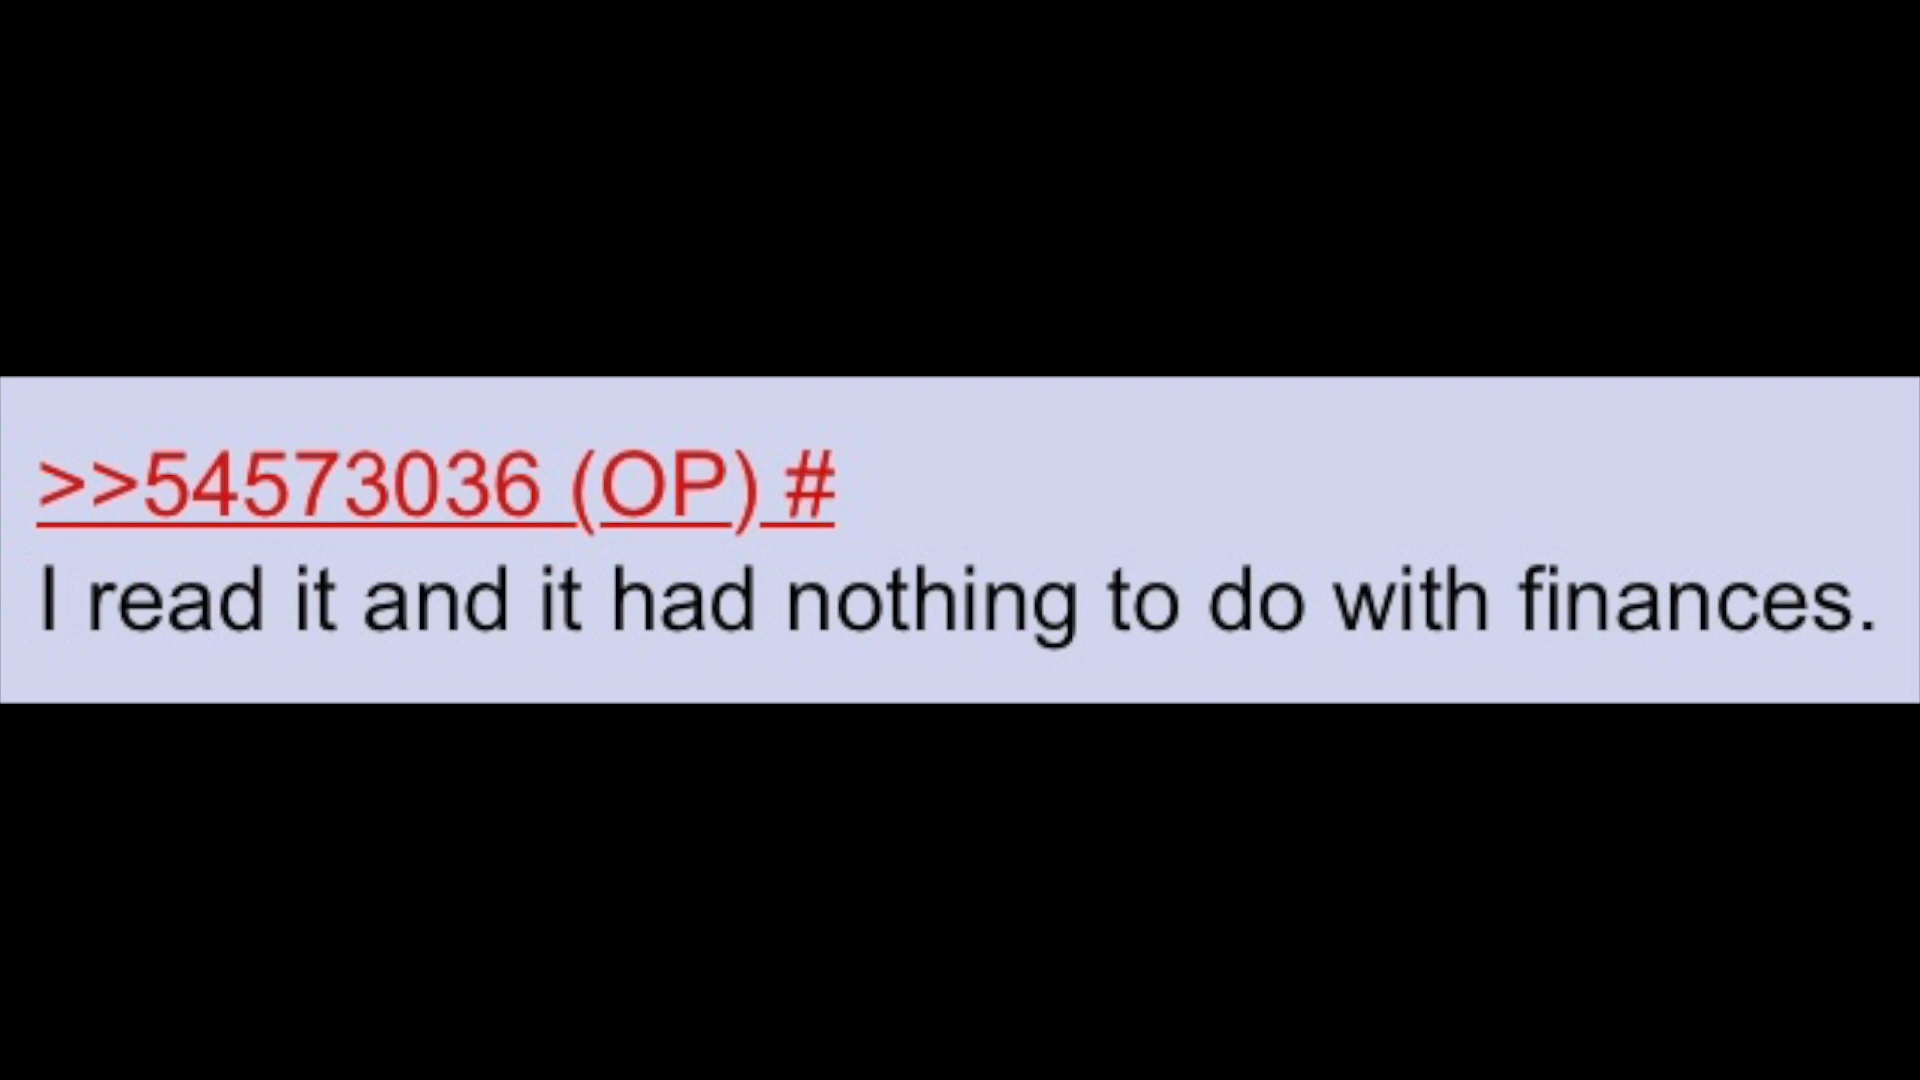 >>54573036 (OP) #
I read it and it had nothing to do with finances.